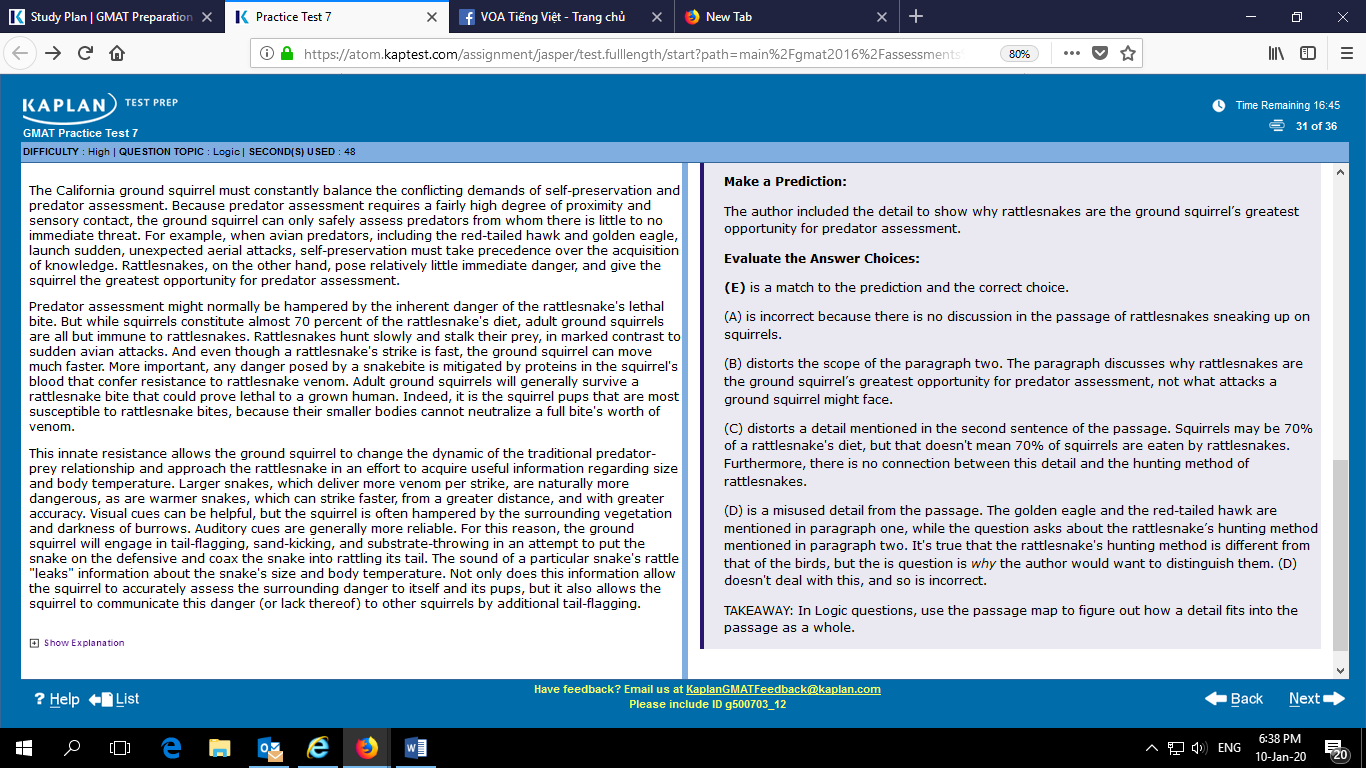 Study Plan | GMAT Preparation
Practice Test 7
VOA Tiếng Việt - Trang chủ
New Tab
https://atom.kaptest.com/assignment/jasper/test.fulllength/start?path=main%2Fgmat2016%2Fassessments
80%
KAPLAN TEST PREP
GMAT Practice Test 7
Time Remaining 16:45
31 of 36
DIFFICULTY : High | QUESTION TOPIC : Logic | SECOND(S) USED : 48
The California ground squirrel must constantly balance the conflicting demands of self-preservation and
predator assessment. Because predator assessment requires a fairly high degree of proximity and
sensory contact, the ground squirrel can only safely assess predators from whom there is little to no
immediate threat. For example, when avian predators, including the red-tailed hawk and golden eagle,
launch sudden, unexpected aerial attacks, self-preservation must take precedence over the acquisition
of knowledge. Rattlesnakes, on the other hand, pose relatively little immediate danger, and give the
squirrel the greatest opportunity for predator assessment.
Predator assessment might normally be hampered by the inherent danger of the rattlesnake's lethal
bite. But while squirrels constitute almost 70 percent of the rattlesnake's diet, adult ground squirrels
are all but immune to rattlesnakes. Rattlesnakes hunt slowly and stalk their prey, in marked contrast to
sudden avian attacks. And even though a rattlesnake's strike is fast, the ground squirrel can move
much faster. More important, any danger posed by a snakebite is mitigated by proteins in the squirrel's
blood that confer resistance to rattlesnake venom. Adult ground squirrels will generally survive a
rattlesnake bite that could prove lethal to a grown human. Indeed, it is the squirrel pups that are most
susceptible to rattlesnake bites, because their smaller bodies cannot neutralize a full bite's worth of
venom.
This innate resistance allows the ground squirrel to change the dynamic of the traditional predator-
prey relationship and approach the rattlesnake in an effort to acquire useful information regarding size
and body temperature. Larger snakes, which deliver more venom per strike, are naturally more
dangerous, as are warmer snakes, which can strike faster, from a greater distance, and with greater
accuracy. Visual cues can be helpful, but the squirrel is often hampered by the surrounding vegetation
and darkness of burrows. Auditory cues are generally more reliable. For this reason, the ground
squirrel will engage in tail-flagging, sand-kicking, and substrate-throwing in an attempt to put the
snake on the defensive and coax the snake into rattling its tail. The sound of a particular snake's rattle
"leaks" information about the snake's size and body temperature. Not only does this information allow
the squirrel to accurately assess the surrounding danger to itself and its pups, but it also allows the
squirrel to communicate this danger (or lack thereof) to other squirrels by additional tail-flagging.
Show Explanation
Make a Prediction:
The author included the detail to show why rattlesnakes are the ground squirrel's greatest
opportunity for predator assessment.
Evaluate the Answer Choices:
(E) is a match to the prediction and the correct choice.
(A) is incorrect because there is no discussion in the passage of rattlesnakes sneaking up on
squirrels.
(B) distorts the scope of the paragraph two. The paragraph discusses why rattlesnakes are
the ground squirrel's greatest opportunity for predator assessment, not what attacks a
ground squirrel might face.
(C) distorts a detail mentioned in the second sentence of the passage. Squirrels may be 70%
of a rattlesnake's diet, but that doesn't mean 70% of squirrels are eaten by rattlesnakes.
Furthermore, there is no connection between this detail and the hunting method of
rattlesnakes.
(D) is a misused detail from the passage. The golden eagle and the red-tailed hawk are
mentioned in paragraph one, while the question asks about the rattlesnake's hunting method
mentioned in paragraph two. It's true that the rattlesnake's hunting method is different from
that of the birds, but the is question is why the author would want to distinguish them. (D)
doesn't deal with this, and so is incorrect.
TAKEAWAY: In Logic questions, use the passage map to figure out how a detail fits into the
passage as a whole.
? Help
List
Have feedback? Email us at KaplanGMATFeedback@kaplan.com
Please include ID g500703_12
Back
Next
ENG
6:38 PM
10-Jan-20
20